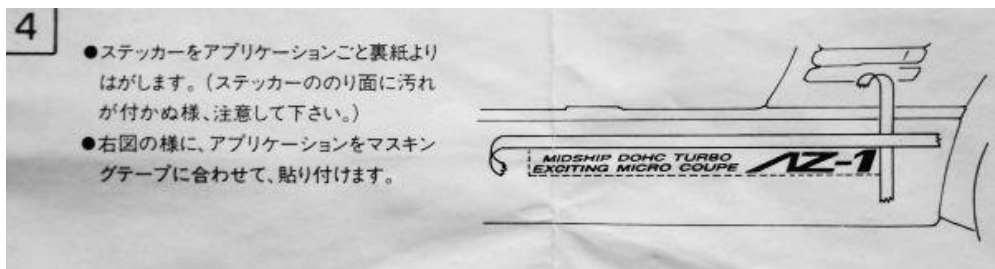 4
●ステッカーをアプリケーションごと裏紙より
はがします。(ステッカーののり面に汚れ
が付かぬ様、注意して下さい。)
●右図の様に、アプリケーションをマスキン
グテープに合わせて、貼り付けます。
MIDSHIP DOHC TURBO
EXCITING MICRO COUPE AZ-1